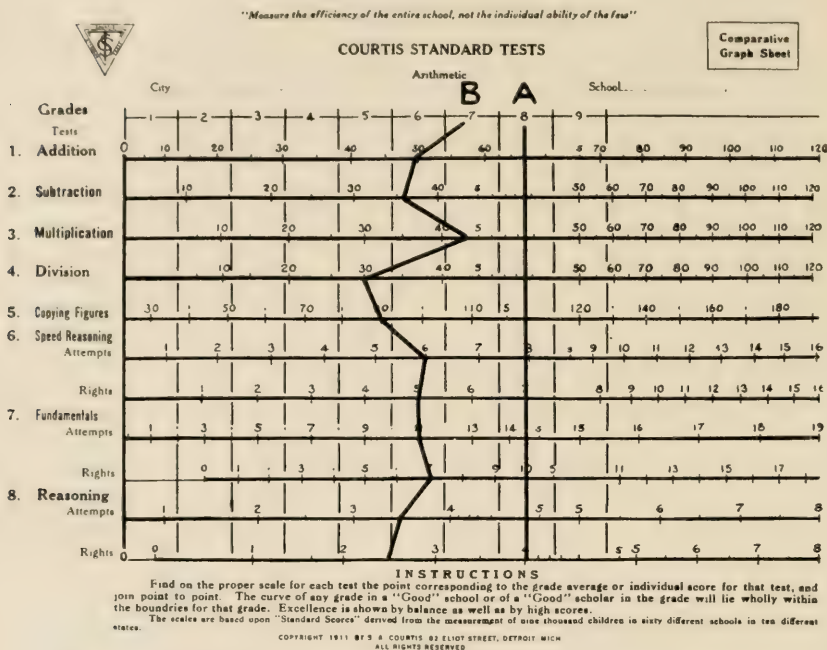 "Measure the efficiency of the entire school, not the individual ability of the few"
COURTIS STANDARD TESTS
Comparative
Graph Sheet
Arithmetic
City
School
B A
Grades
1 2 3 4 5 6 7 8 9
Tests
1. Addition
0 10 30 30 40 50 60 s 70 80 90 100 110 120
2. Subtraction
10 20 30 40 s 50 60 70 80 90 100 110 120
3. Multiplication
10 20 30 40 5 50 60 70 80 90 100 110 120
4. Division
10 20 30 40 5 50 60 70 80 90 100 110 120
5. Copying Figures
30 50 70 110 5 120 140 160 180
6. Speed Reasoning
Attempts
1 2 3 4 5 6 7 8 s 9 10 11 12 13 14 15 16
Rights
1 2 3 4 5 6 7 8 9 10 11 12 13 14 15 16
7. Fundamentals
Attempts
1 3 5 7 9 11 13 14 s 15 16 17 18 19
Rights
0 1 3 5 7 9 10 5 11 13 15 17 18
8. Reasoning
Attempts
1 2 3 4 5 5 6 7 8
Rights
0 0 1 2 3 4 s 5 6 7 8
INSTRUCTIONS
Find on the proper scale for each test the point corresponding to the grade average or individual score for that test, and
join point to point. The curve of any grade in a "Good" school or of a "Good" scholar in the grade will lie wholly within
the boundries for that grade. Excellence is shown by balance as well as by high scores.
The scales are based upon "Standard Scores" derived from the measurement of nine thousand children in sixty different schools in ten different
states.
COPYRIGHT 1911 BY S A COURTIS 82 ELIOT STREET, DETROIT MICH
ALL RIGHTS RESERVED